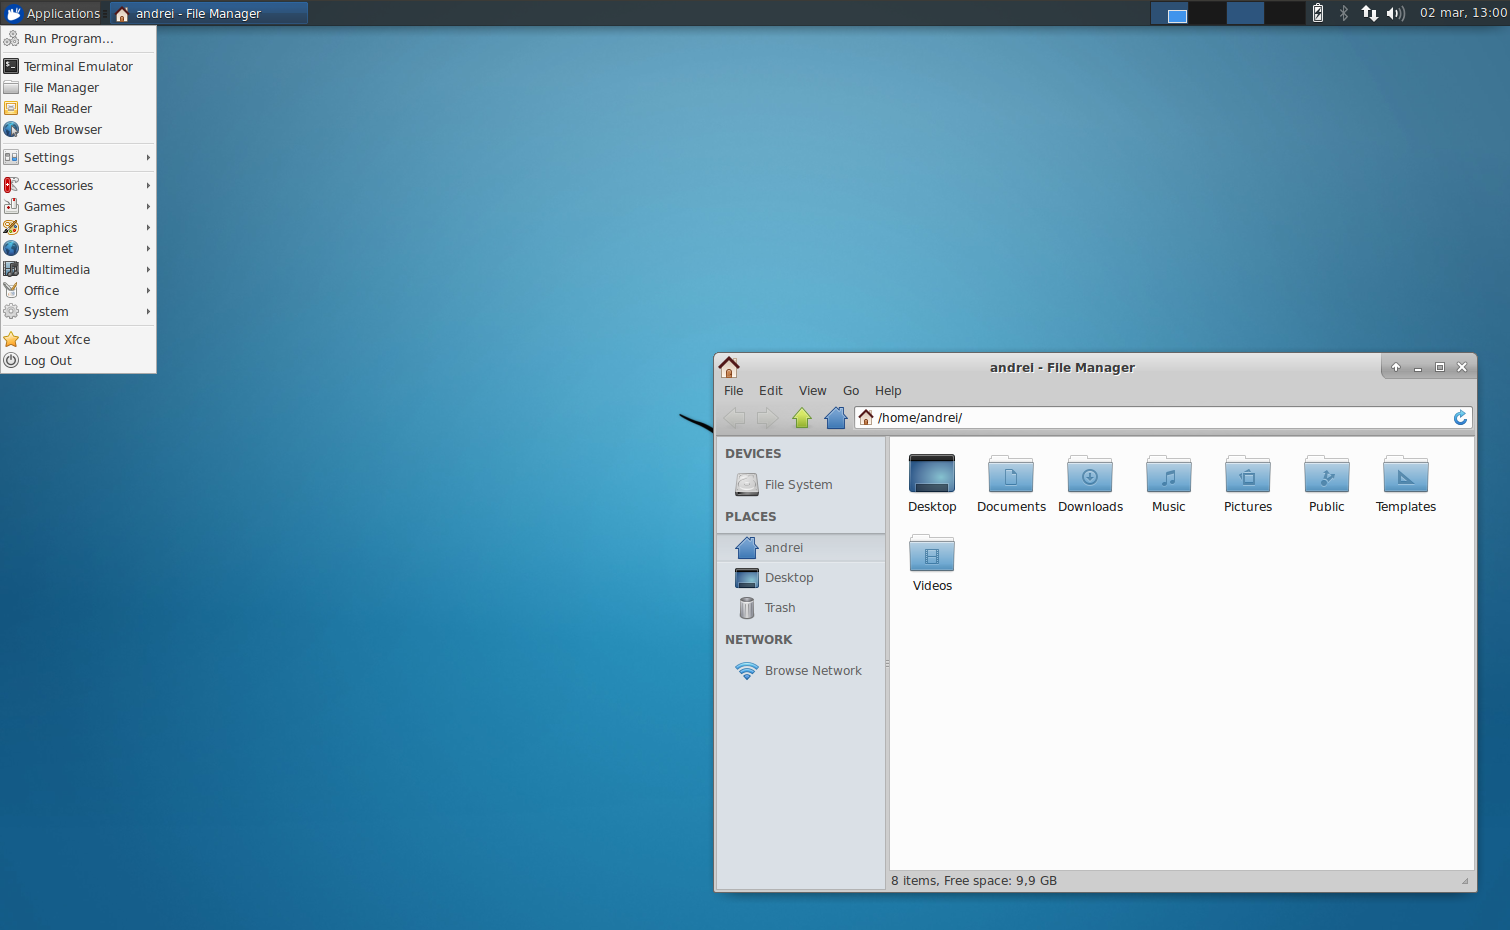 Applications
andrei - File Manager
02 mar, 13:00
Run Program...
Terminal Emulator
File Manager
Mail Reader
Web Browser
Settings
Accessories
Games
Graphics
Internet
Multimedia
Office
System
About Xfce
Log Out
andrei - File Manager
File Edit View Go Help
/home/andrei/
DEVICES
File System
PLACES
andrei
Desktop
Trash
NETWORK
Browse Network
Desktop Documents Downloads Music Pictures Public Templates
Videos
8 items, Free space: 9,9 GB